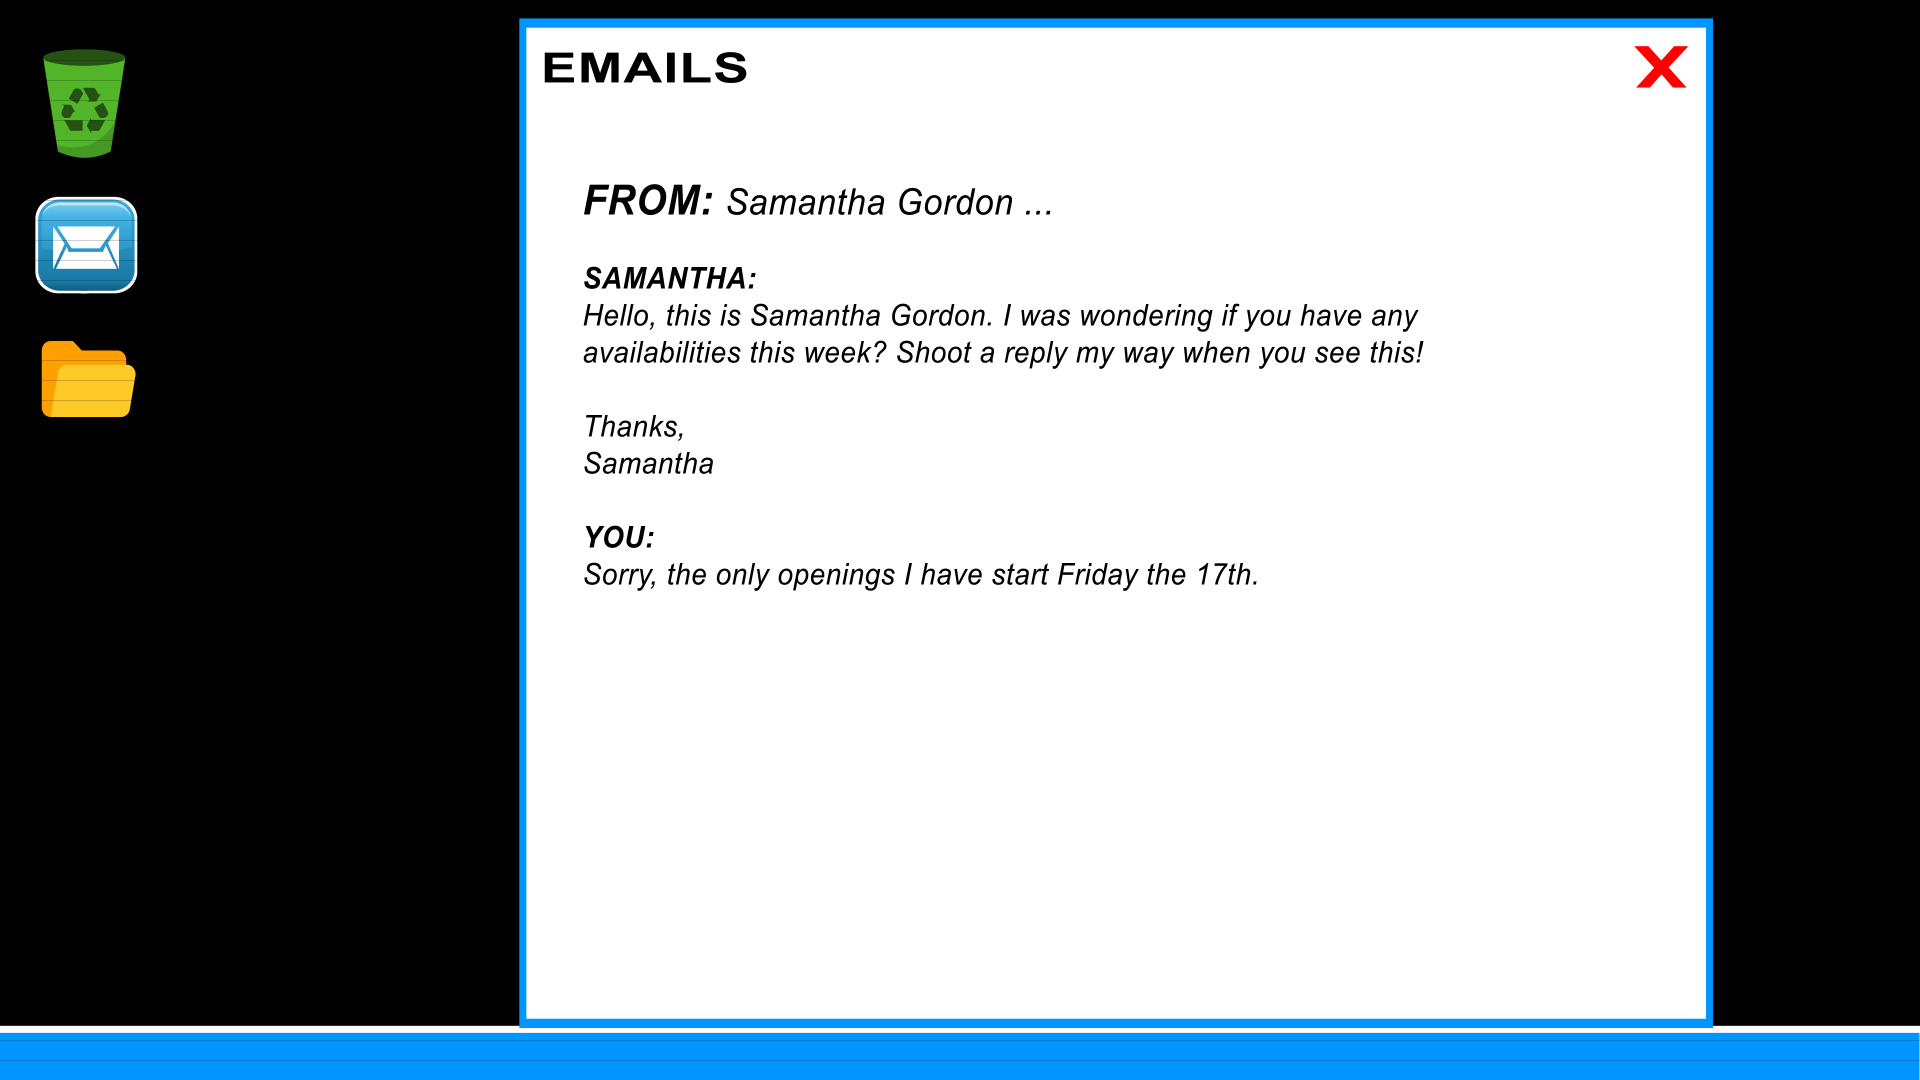 EMAILS
X
FROM: Samantha Gordon ...
SAMANTHA:
Hello, this is Samantha Gordon. I was wondering if you have any
availabilities this week? Shoot a reply my way when you see this!
Thanks,
Samantha
YOU:
Sorry, the only openings I have start Friday the 17th.